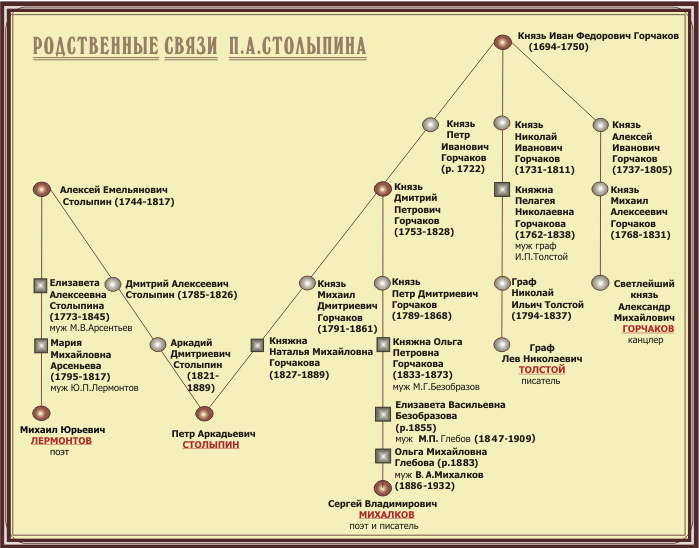 РОДСТВЕННЫЕ СВЯЗИ П.А.СТОЛЫПИНА
Князь Иван Федорович Горчаков
(1694-1750)
Князь
Петр
Иванович
Горчаков
(р. 1722)
Князь
Николай
Иванович
Горчаков
(1731-1811)
Князь
Алексей
Иванович
Горчаков
(1737-1805)
Алексей Емельянович
Столыпин (1744-1817)
Князь
Дмитрий
Петрович
Горчаков
(1753-1828)
Княжна
Пелагея
Николаевна
Горчакова
(1762-1838)
муж граф
И.П.Толстой
Князь
Михаил
Алексеевич
Горчаков
(1768-1831)
Елизавета
Алексеевна
Столыпина
(1773-1845)
муж М.В.Арсентьев
Дмитрий Алексеевич
Столыпин (1785-1826)
Князь
Михаил
Дмитриевич
Горчаков
(1791-1861)
Князь
Петр Дмитриевич
Горчаков
(1789-1868)
Граф
Николай
Ильич Толстой
(1794-1837)
Светлейший
князь
Александр
Михайлович
ГОРЧАКОВ
канцлер
Мария
Михайловна
Арсеньева
(1795-1817)
муж Ю.П.Лермонтов
Аркадий
Дмитриевич
Столыпин
(1821-
1889)
Княжна
Наталья Михайловна
Горчакова
(1827-1889)
Княжна Ольга
Петровна
Горчакова
(1833-1873)
муж М.Г.Безобразов
Граф
Лев Николаевич
ТОЛСТОЙ
писатель
Михаил Юрьевич
ЛЕРМОНТОВ
поэт
Петр Аркадьевич
СТОЛЫПИН
Елизавета Васильевна
Безобразова
(р.1855)
муж М.П. Глебов (1847-1909)
Ольга Михайловна
Глебова (р.1883)
муж В.А.Михалков
(1886-1932)
Сергей Владимирович
МИХАЛКОВ
поэт и писатель